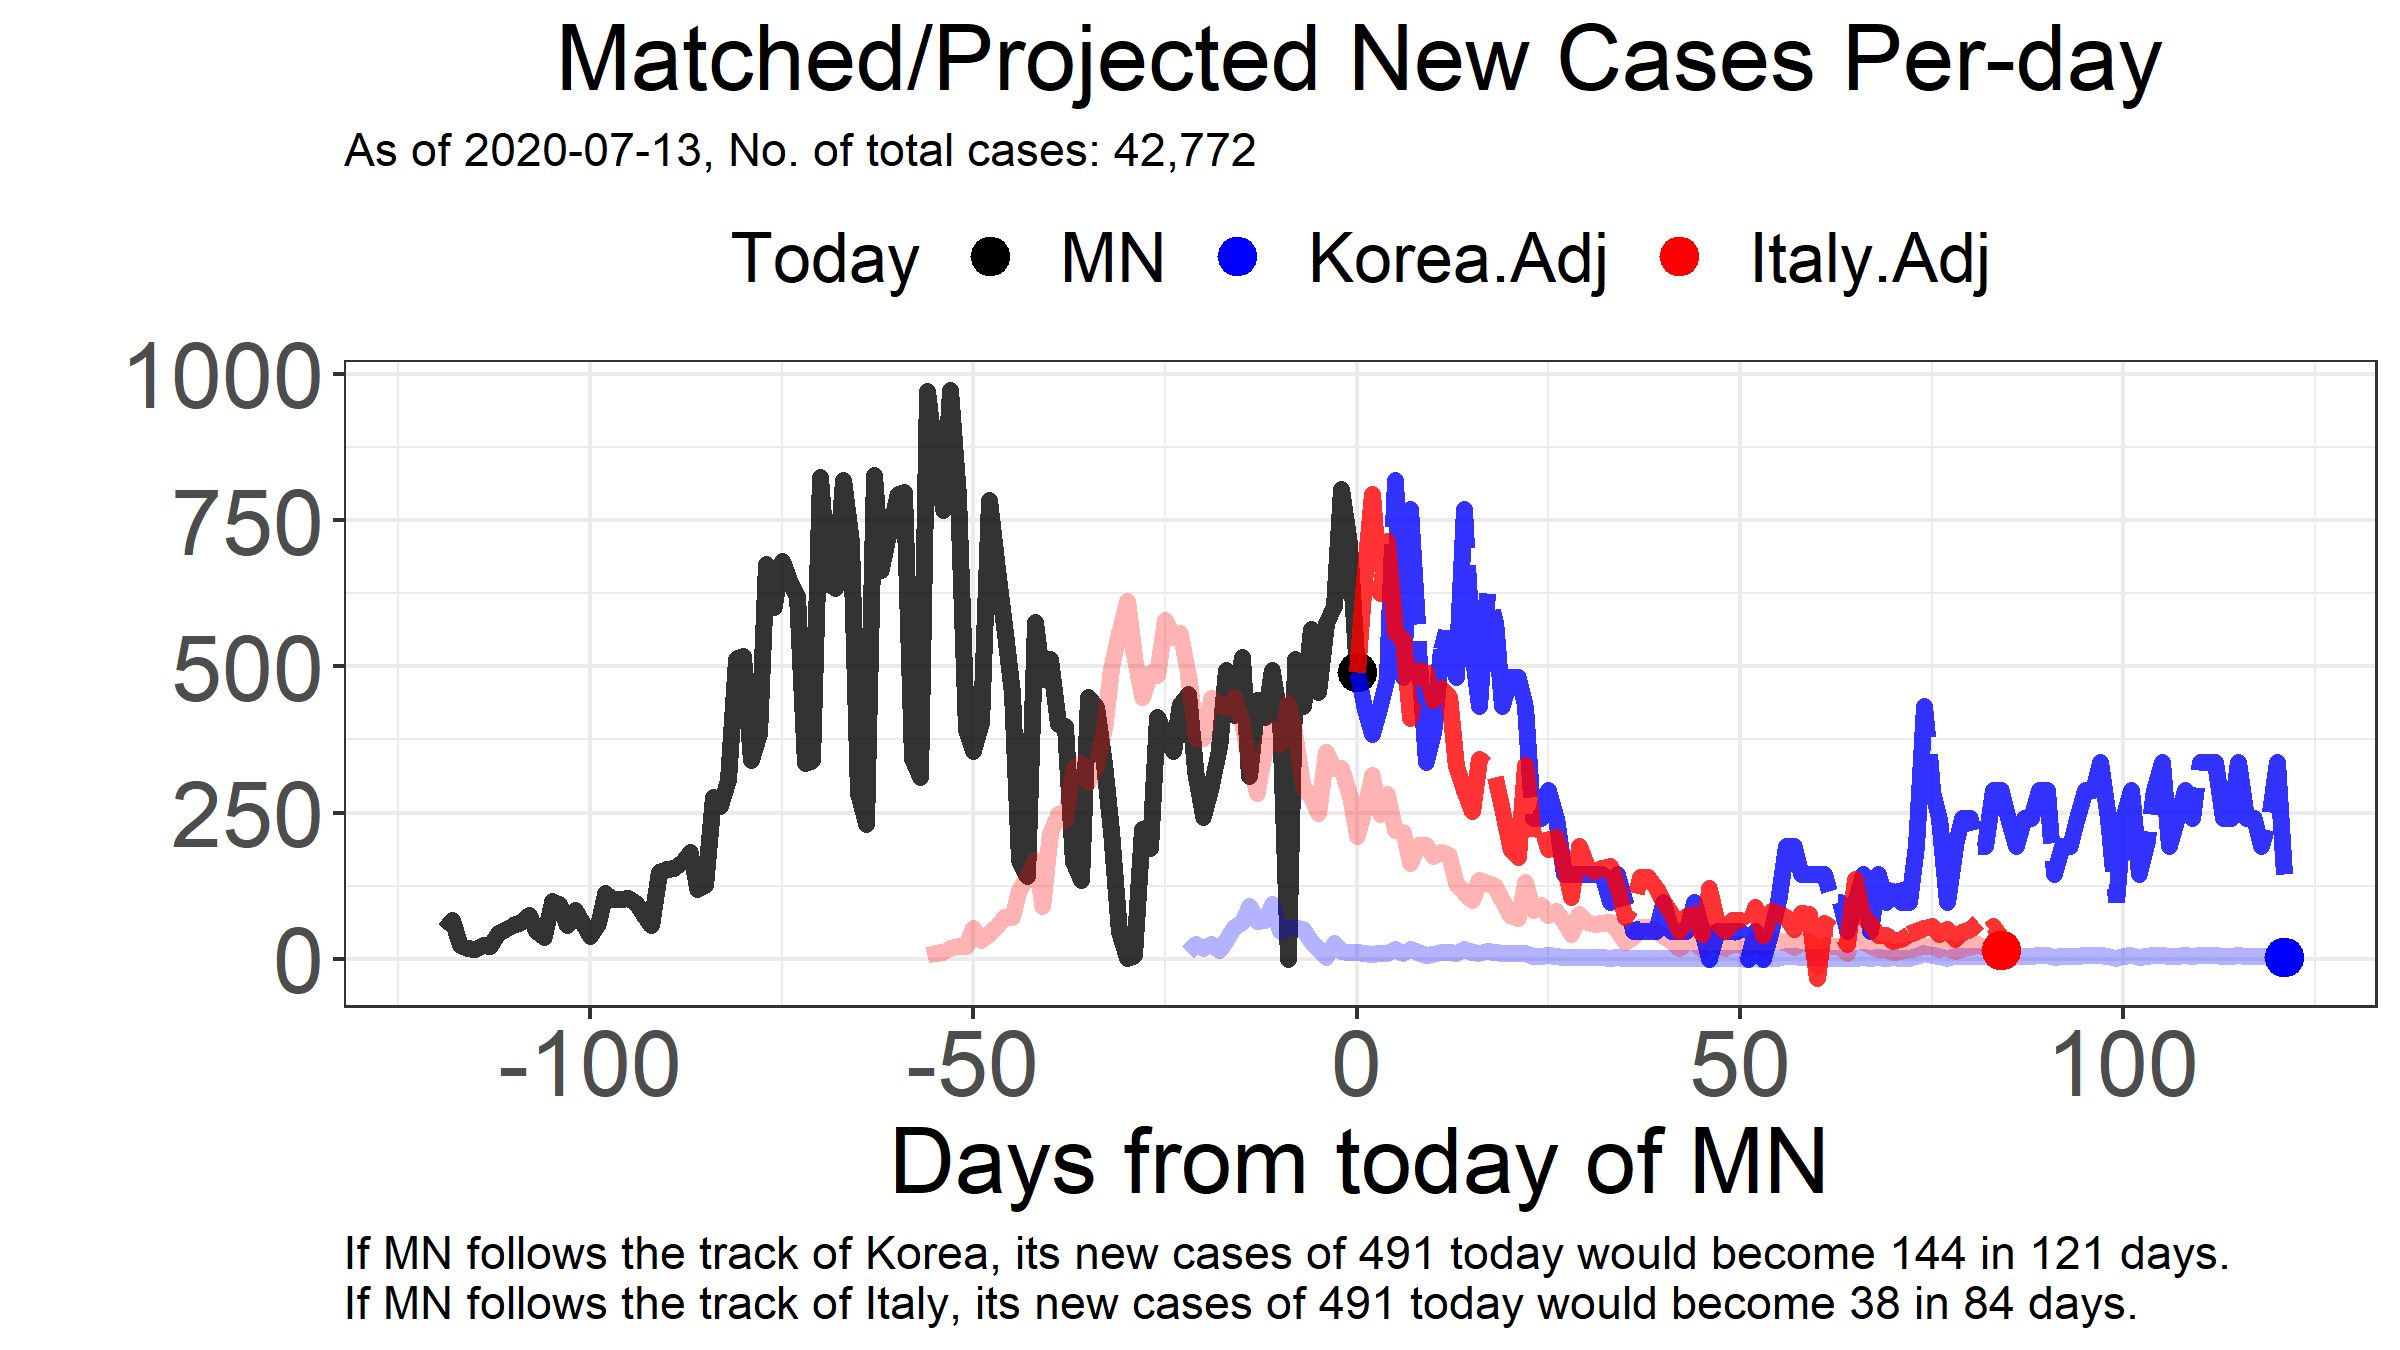 Matched/Projected New Cases Per-day
As of 2020-07-13, No. of total cases: 42,772
Today MN Korea.Adj Italy.Adj
1000
750
500
250
0
-100 -50 0 50 100
Days from today of MN
If MN follows the track of Korea, its new cases of 491 today would become 144 in 121 days.
If MN follows the track of Italy, its new cases of 491 today would become 38 in 84 days.